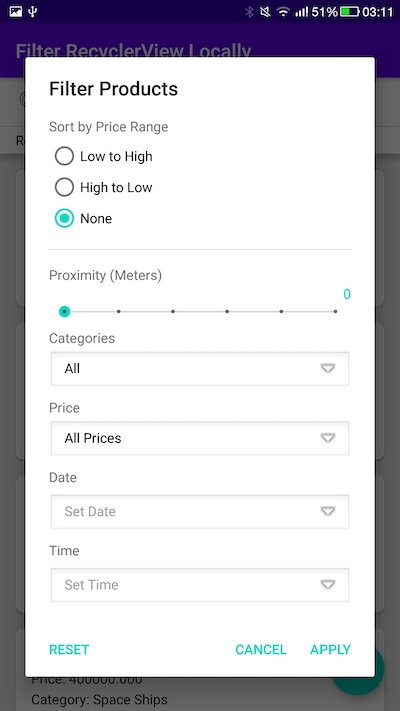 51% 03:11
Filter RecyclerView Locally
Filter Products
Sort by Price Range
Low to High
High to Low
None
Proximity (Meters)
0
Categories
All
Price
All Prices
Date
Set Date
Time
Set Time
RESET CANCEL APPLY
Price: 400000.000
Category: Space Ships